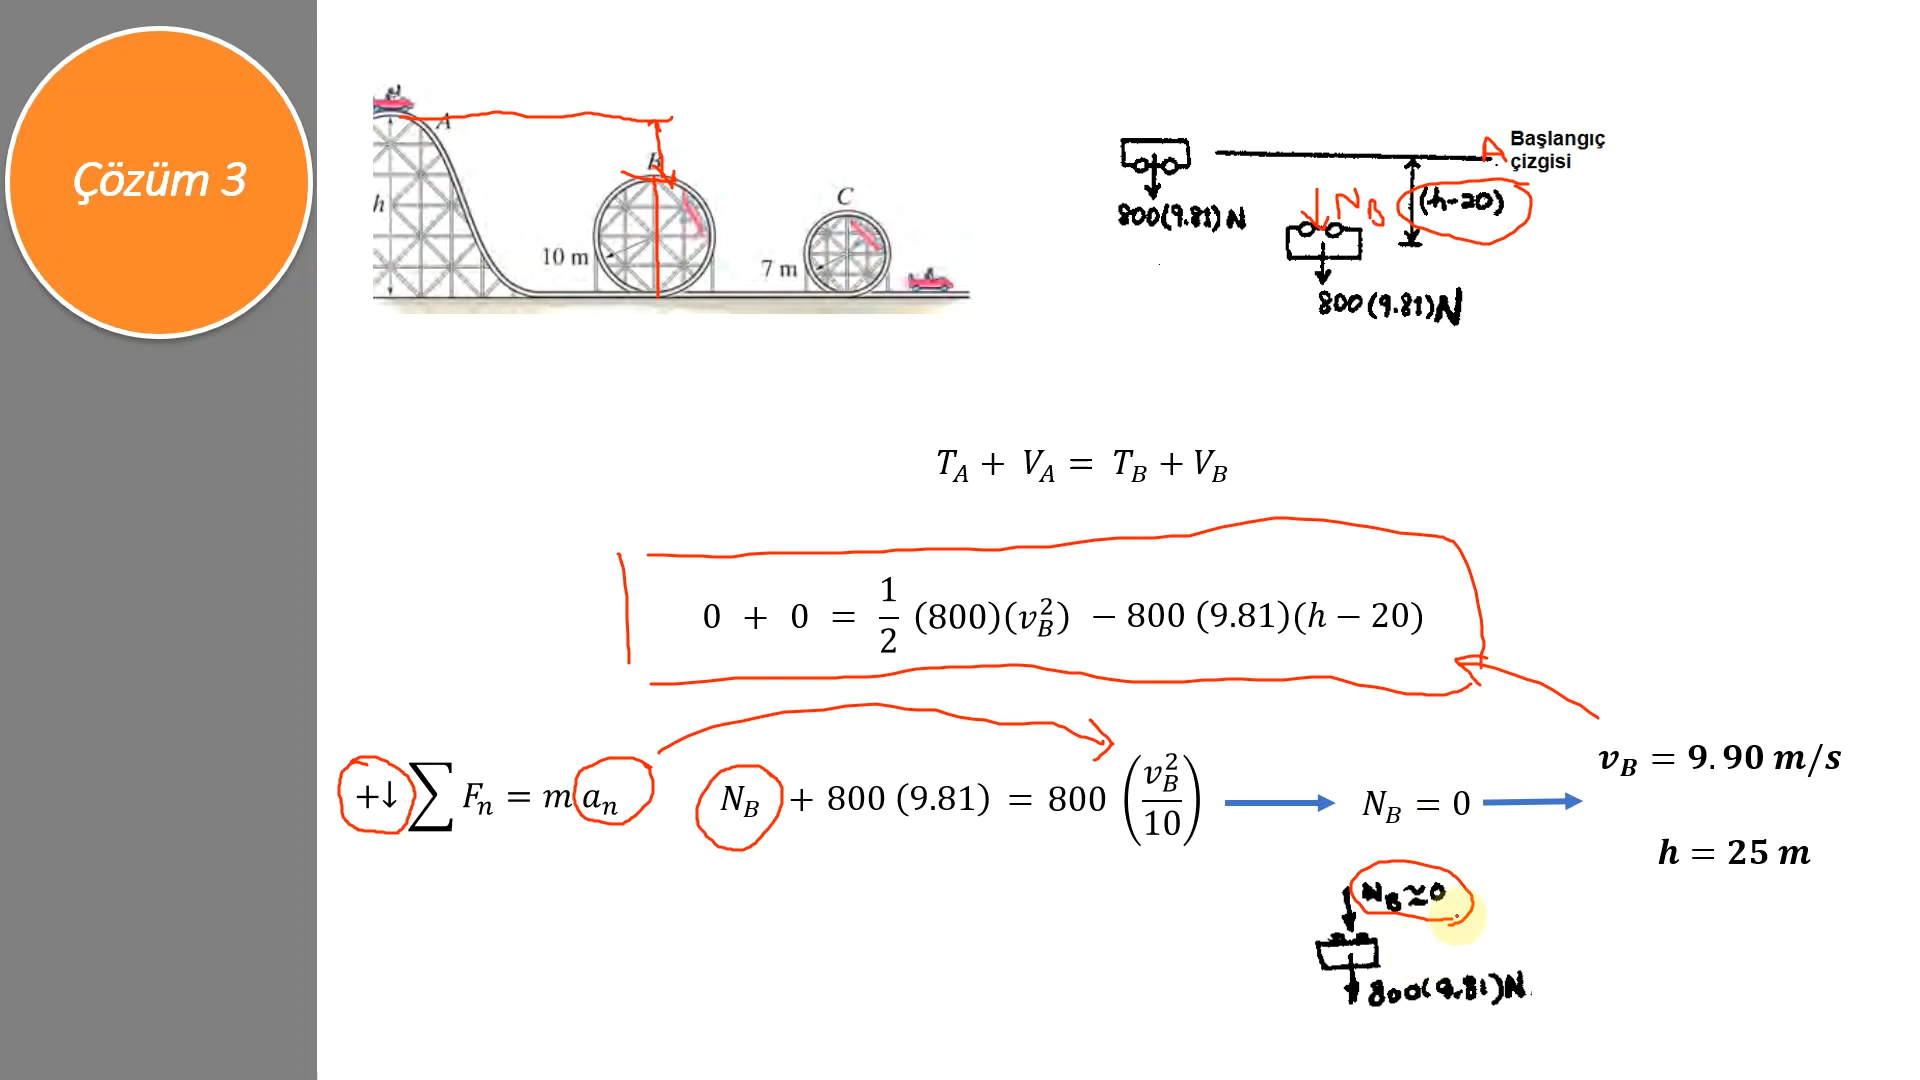 Çözüm 3
A
B
C
h
10 m
7 m
A Başlangıç
çizgisi
800(9.81)N
N_B
(h-20)
800(9.81)N
T_A + V_A = T_B + V_B
0 + 0 = 1/2 (800)(v_B^2) − 800 (9.81)(h − 20)
+↓ ∑ F_n = m a_n
N_B + 800 (9.81) = 800 (v_B^2/10)
N_B = 0
v_B = 9.90 m/s
h = 25 m
N_B ≃ 0
800(9.81)N